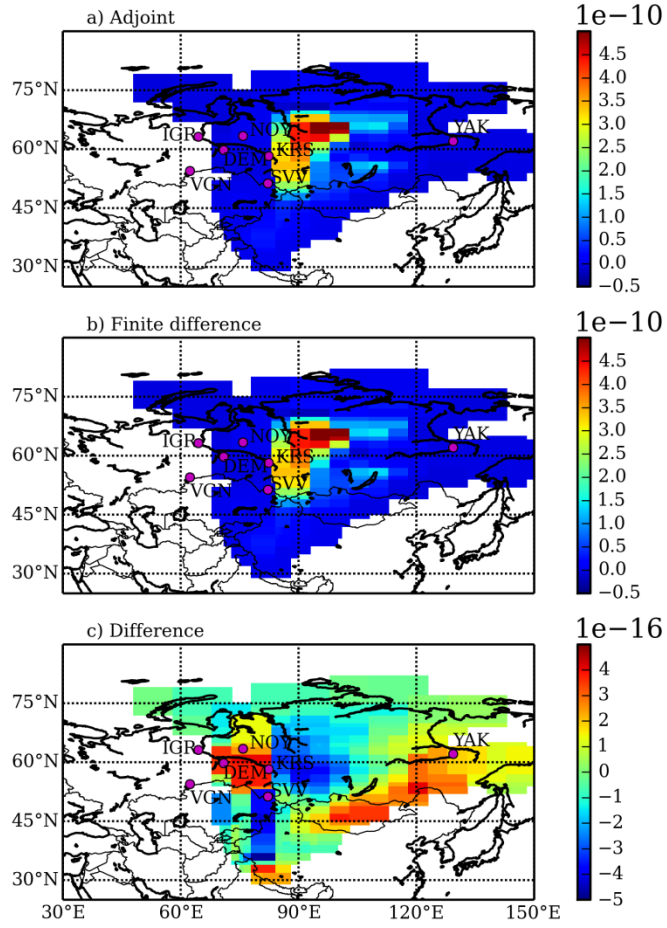 a) Adjoint
1e−10
75°N
60°N
45°N
30°N
IGR
NOY
DEM
KRS
VGN
SVV
YAK
4.5
4.0
3.5
3.0
2.5
2.0
1.5
1.0
0.5
0.0
−0.5
b) Finite difference
1e−10
75°N
60°N
45°N
30°N
IGR
NOY
DEM
KRS
VGN
SVV
YAK
4.5
4.0
3.5
3.0
2.5
2.0
1.5
1.0
0.5
0.0
−0.5
c) Difference
1e−16
75°N
60°N
45°N
30°N
IGR
NOY
DEM
KRS
VGN
SVV
YAK
4
3
2
1
0
−1
−2
−3
−4
−5
30°E
60°E
90°E
120°E
150°E